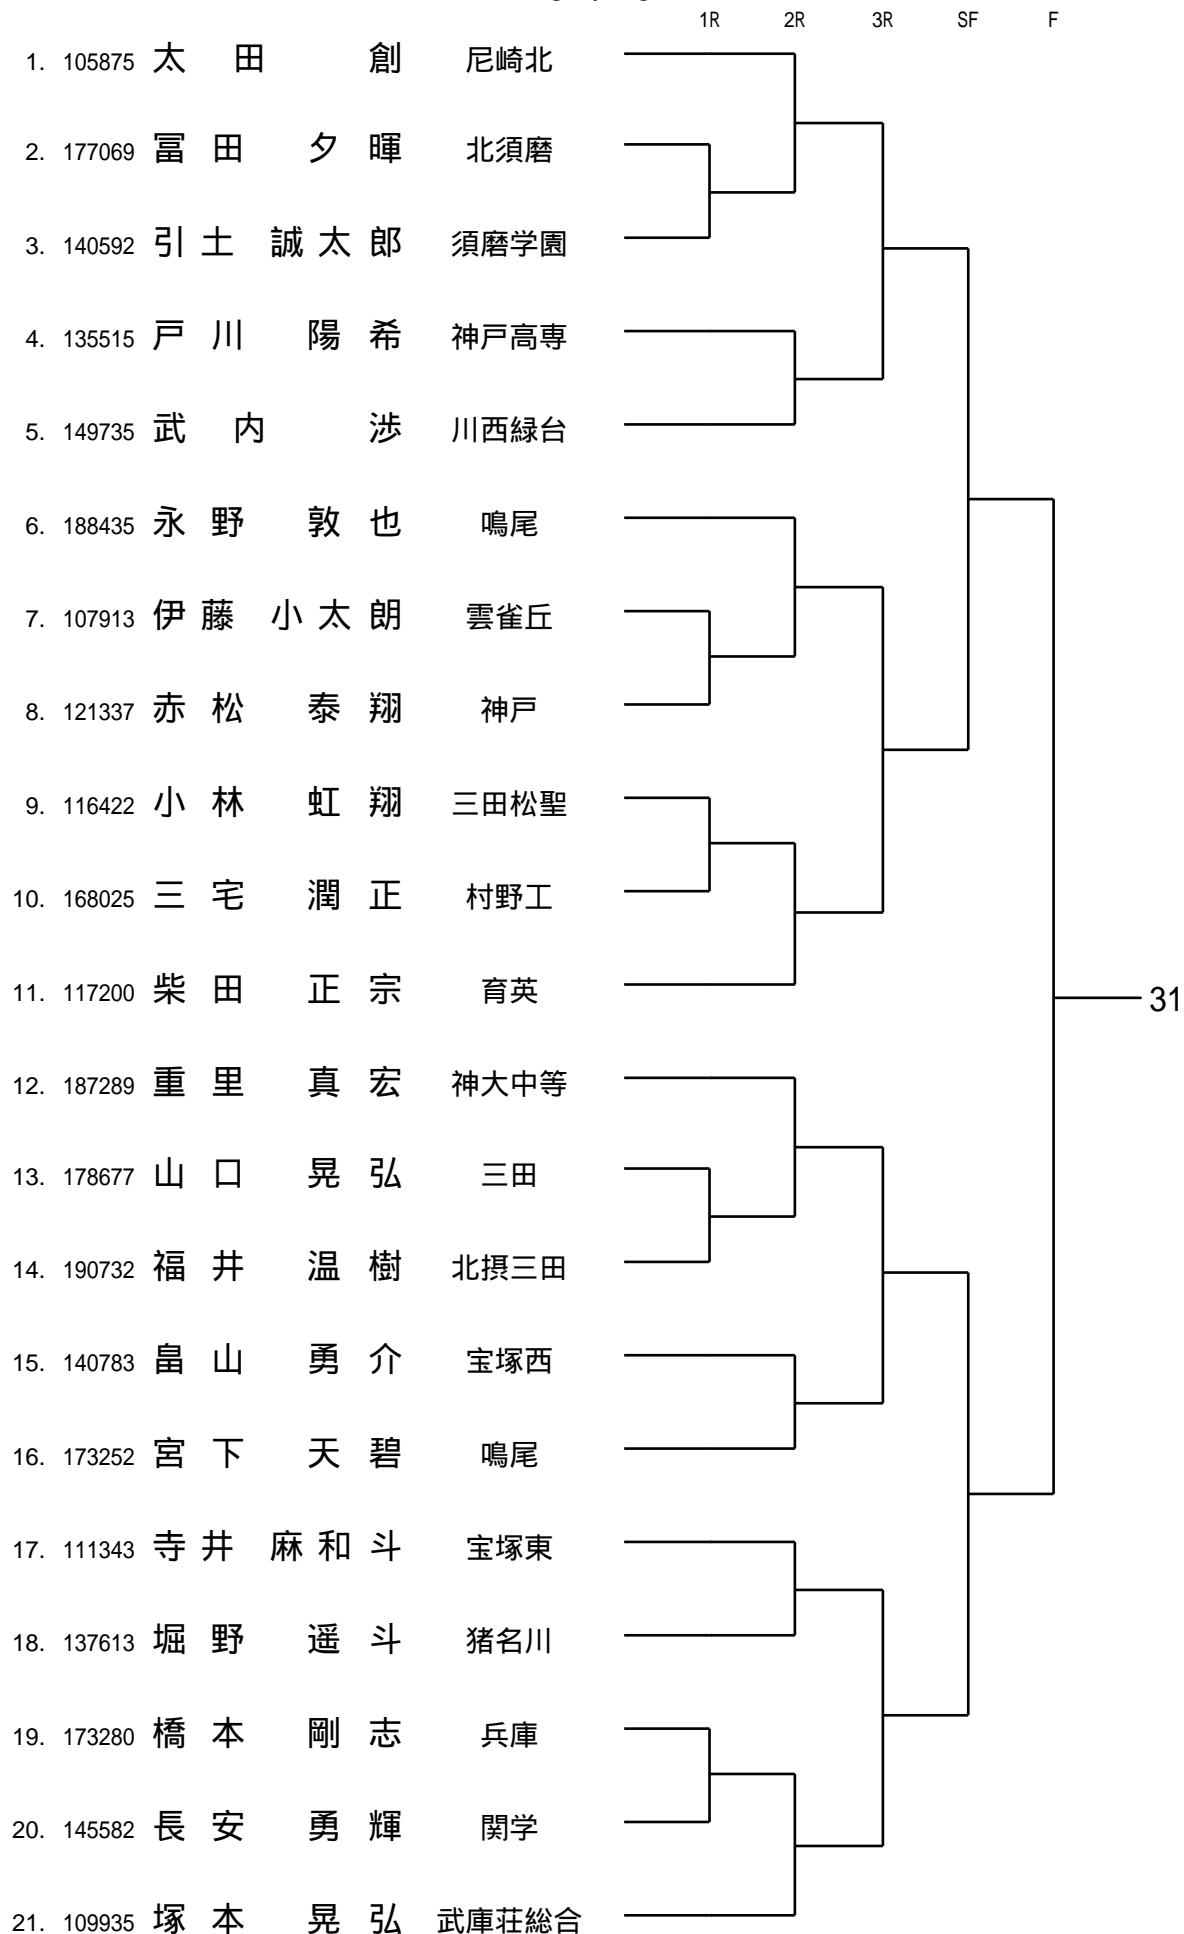 1R 2R 3R SF F
1. 105875 太田 創 尼崎北
2. 177069 冨田 夕暉 北須磨
3. 140592 引土 誠太郎 須磨学園
4. 135515 戸川 陽希 神戸高専
5. 149735 武内 渉 川西緑台
6. 188435 永野 敦也 鳴尾
7. 107913 伊藤 小太朗 雲雀丘
8. 121337 赤松 泰翔 神戸
9. 116422 小林 虹翔 三田松聖
10. 168025 三宅 潤正 村野工
11. 117200 柴田 正宗 育英
31
12. 187289 重里 真宏 神大中等
13. 178677 山口 晃弘 三田
14. 190732 福井 温樹 北摂三田
15. 140783 畠山 勇介 宝塚西
16. 173252 宮下 天碧 鳴尾
17. 111343 寺井 麻和斗 宝塚東
18. 137613 堀野 遥斗 猪名川
19. 173280 橋本 剛志 兵庫
20. 145582 長安 勇輝 関学
21. 109935 塚本 晃弘 武庫荘総合